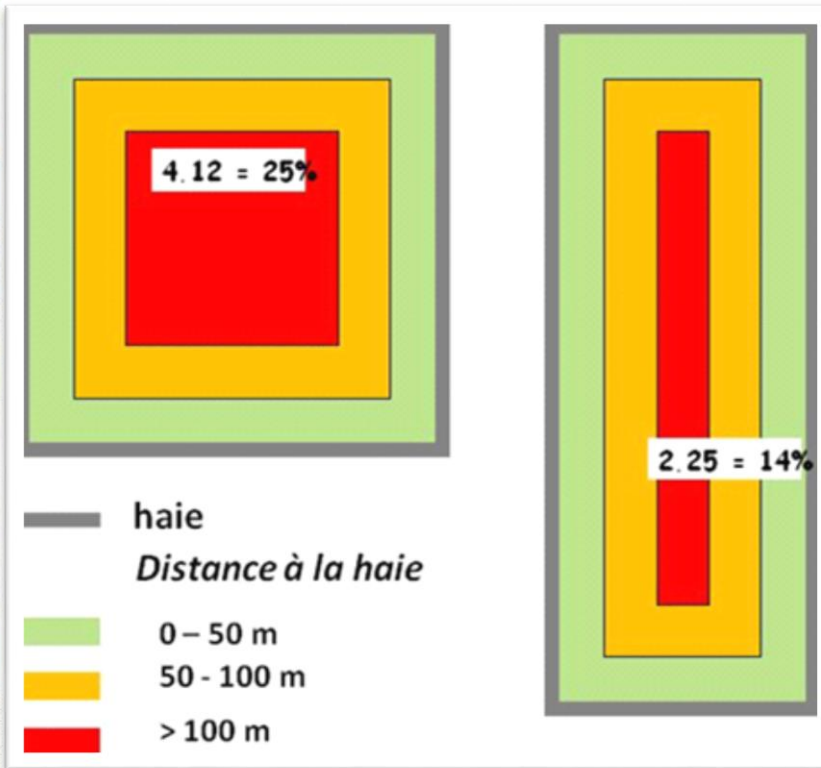 4.12 = 25%
2.25 = 14%
haie
Distance à la haie
0 – 50 m
50 - 100 m
> 100 m